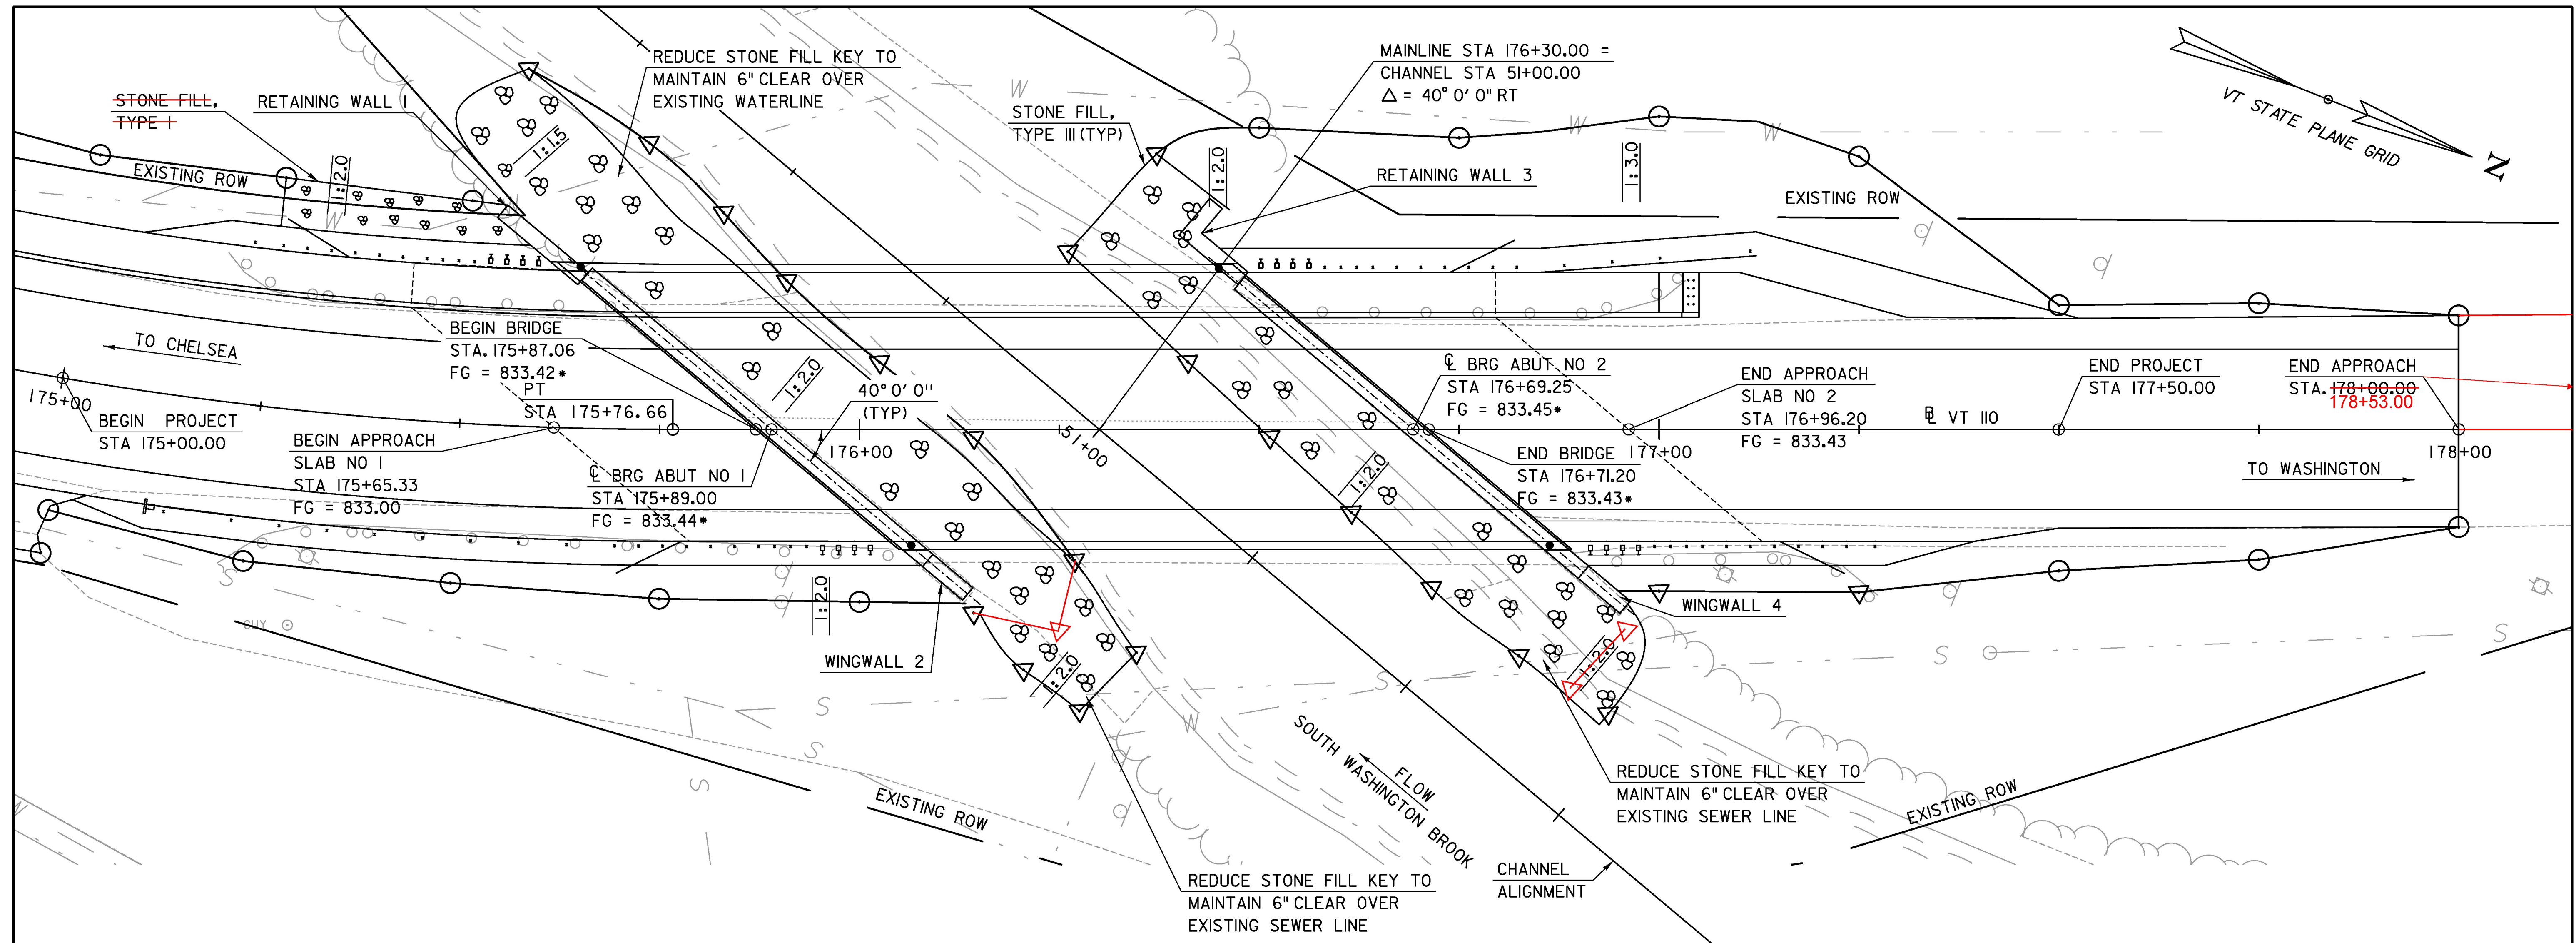 REDUCE STONE FILL KEY TO
MAINTAIN 6" CLEAR OVER
EXISTING WATERLINE
MAINLINE STA 176+30.00 =
CHANNEL STA 51+00.00
△ = 40° 0' 0" RT
VT STATE PLANE GRID
N
STONE FILL,
TYPE I
RETAINING WALL 1
STONE FILL,
TYPE III (TYP)
W
W
W
1:1.5
1:2.0
1:2.0
1:3.0
EXISTING ROW
RETAINING WALL 3
EXISTING ROW
W
TO CHELSEA
BEGIN BRIDGE
STA. 175+87.06
FG = 833.42*
PT
STA 175+76.66
1:2.0
40° 0' 0"
(TYP)
℄ BRG ABUT NO 2
STA 176+69.25
FG = 833.45*
END APPROACH
SLAB NO 2
STA 176+96.20
FG = 833.43
END PROJECT
STA 177+50.00
END APPROACH
STA. 178+00.00
178+53.00
175+00
BEGIN PROJECT
STA 175+00.00
BEGIN APPROACH
SLAB NO 1
STA 175+65.33
FG = 833.00
℄ BRG ABUT NO 1
STA 175+89.00
FG = 833.44*
176+00
51+00
1:2.0
END BRIDGE
STA 176+71.20
FG = 833.43*
177+00
BL VT 110
178+00
TO WASHINGTON
S
GUY
1:2.0
WINGWALL 2
1:2.0
WINGWALL 4
1:2.0
S
S
S
S
S
S
W
W
SOUTH WASHINGTON BROOK
FLOW
REDUCE STONE FILL KEY TO
MAINTAIN 6" CLEAR OVER
EXISTING SEWER LINE
EXISTING ROW
EXISTING ROW
REDUCE STONE FILL KEY TO
MAINTAIN 6" CLEAR OVER
EXISTING SEWER LINE
CHANNEL
ALIGNMENT